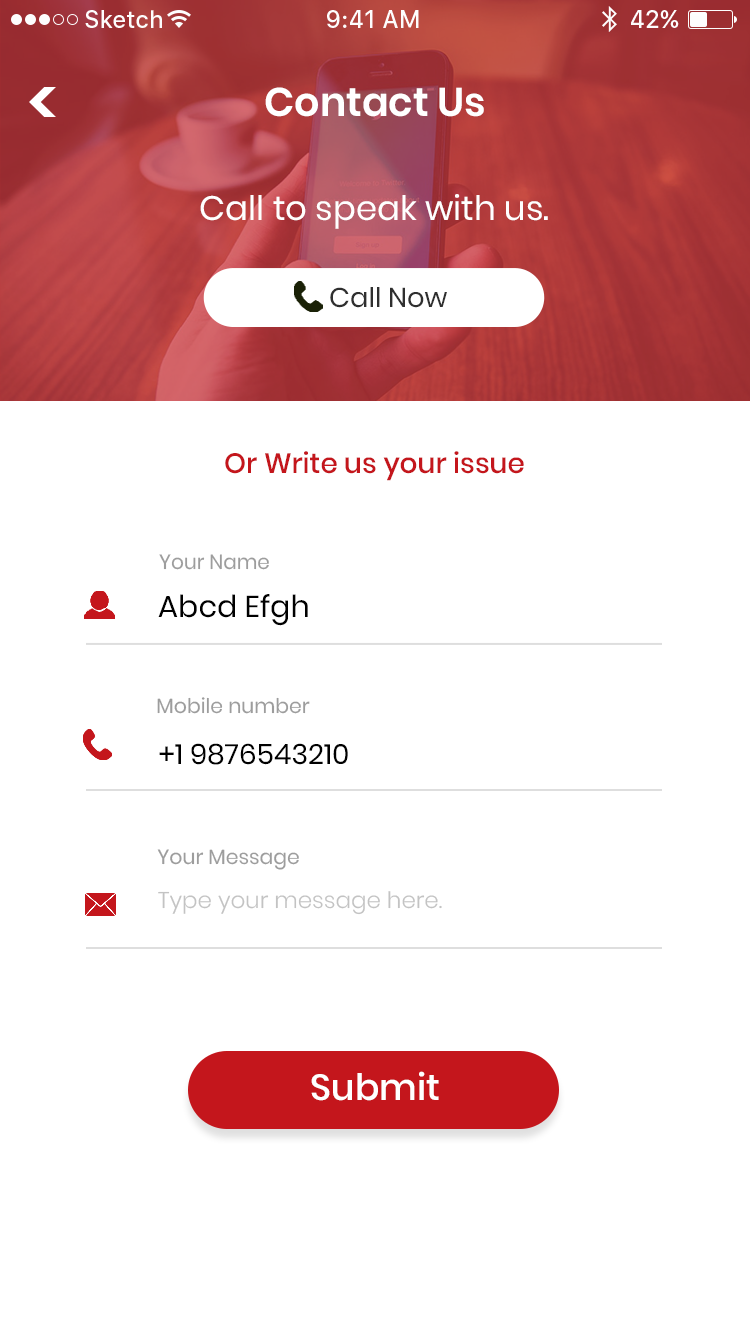 Sketch 9:41 AM 42%
Contact Us
Call to speak with us.
Call Now
Or Write us your issue
Your Name
Abcd Efgh
Mobile number
+1 9876543210
Your Message
Type your message here.
Submit